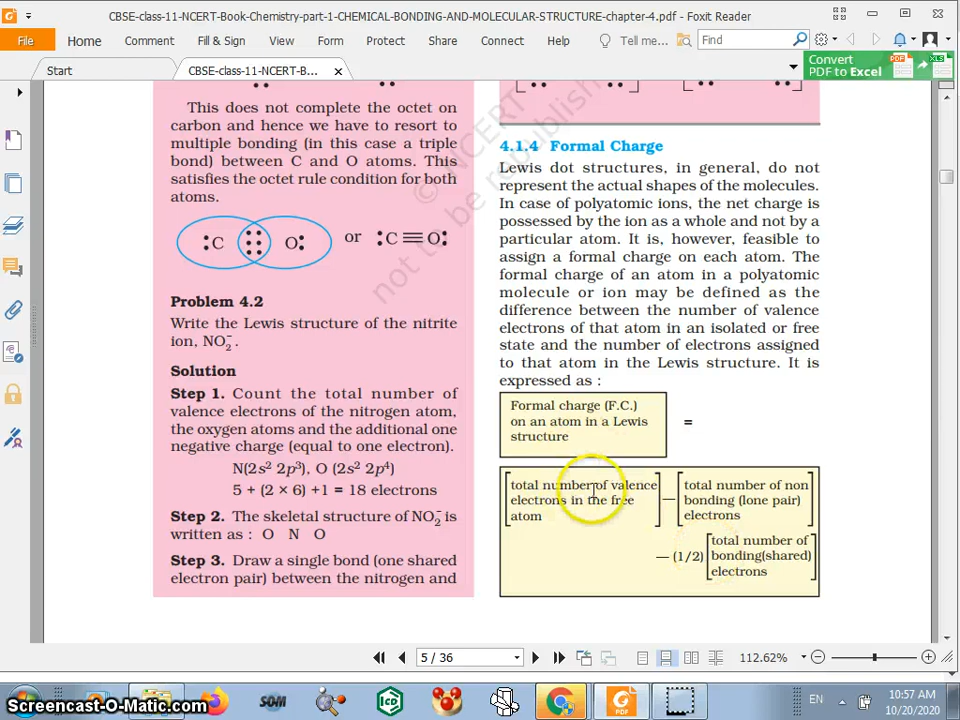 CBSE-class-11-NCERT-Book-Chemistry-part-1-CHEMICAL-BONDING-AND-MOLECULAR-STRUCTURE-chapter-4.pdf - Foxit Reader
File Home Comment Fill & Sign View Form Protect Share Connect Help Tell me... Find
Start
CBSE-class-11-NCERT-B...
Convert
PDF to Excel
This does not complete the octet on
carbon and hence we have to resort to
multiple bonding (in this case a triple
bond) between C and O atoms. This
satisfies the octet rule condition for both
atoms.
:C O: or :C≡O:
Problem 4.2
Write the Lewis structure of the nitrite
ion, NO₂⁻.
Solution
Step 1. Count the total number of
valence electrons of the nitrogen atom,
the oxygen atoms and the additional one
negative charge (equal to one electron).
N(2s² 2p³), O (2s² 2p⁴)
5 + (2 × 6) +1 = 18 electrons
Step 2. The skeletal structure of NO₂⁻ is
written as : O N O
Step 3. Draw a single bond (one shared
electron pair) between the nitrogen and
4.1.4 Formal Charge
Lewis dot structures, in general, do not
represent the actual shapes of the molecules.
In case of polyatomic ions, the net charge is
possessed by the ion as a whole and not by a
particular atom. It is, however, feasible to
assign a formal charge on each atom. The
formal charge of an atom in a polyatomic
molecule or ion may be defined as the
difference between the number of valence
electrons of that atom in an isolated or free
state and the number of electrons assigned
to that atom in the Lewis structure. It is
expressed as :
Formal charge (F.C.)
on an atom in a Lewis
structure
=
total number of valence
electrons in the free
atom
— total number of non
bonding (lone pair)
electrons
— (1/2) total number of
bonding(shared)
electrons
© NCERT
not be republish
5 / 36
112.62%
SOM
ICD
PDF
EN
10:57 AM
10/20/2020
Screencast-O-Matic.com